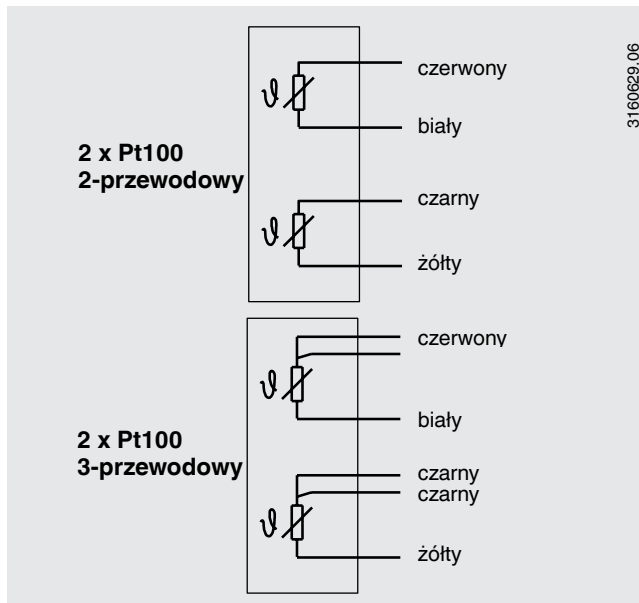 czerwony
biały
2 x Pt100
2-przewodowy
czarny
żółty
czerwony
biały
2 x Pt100
3-przewodowy
czarny
czarny
żółty
3160629.06